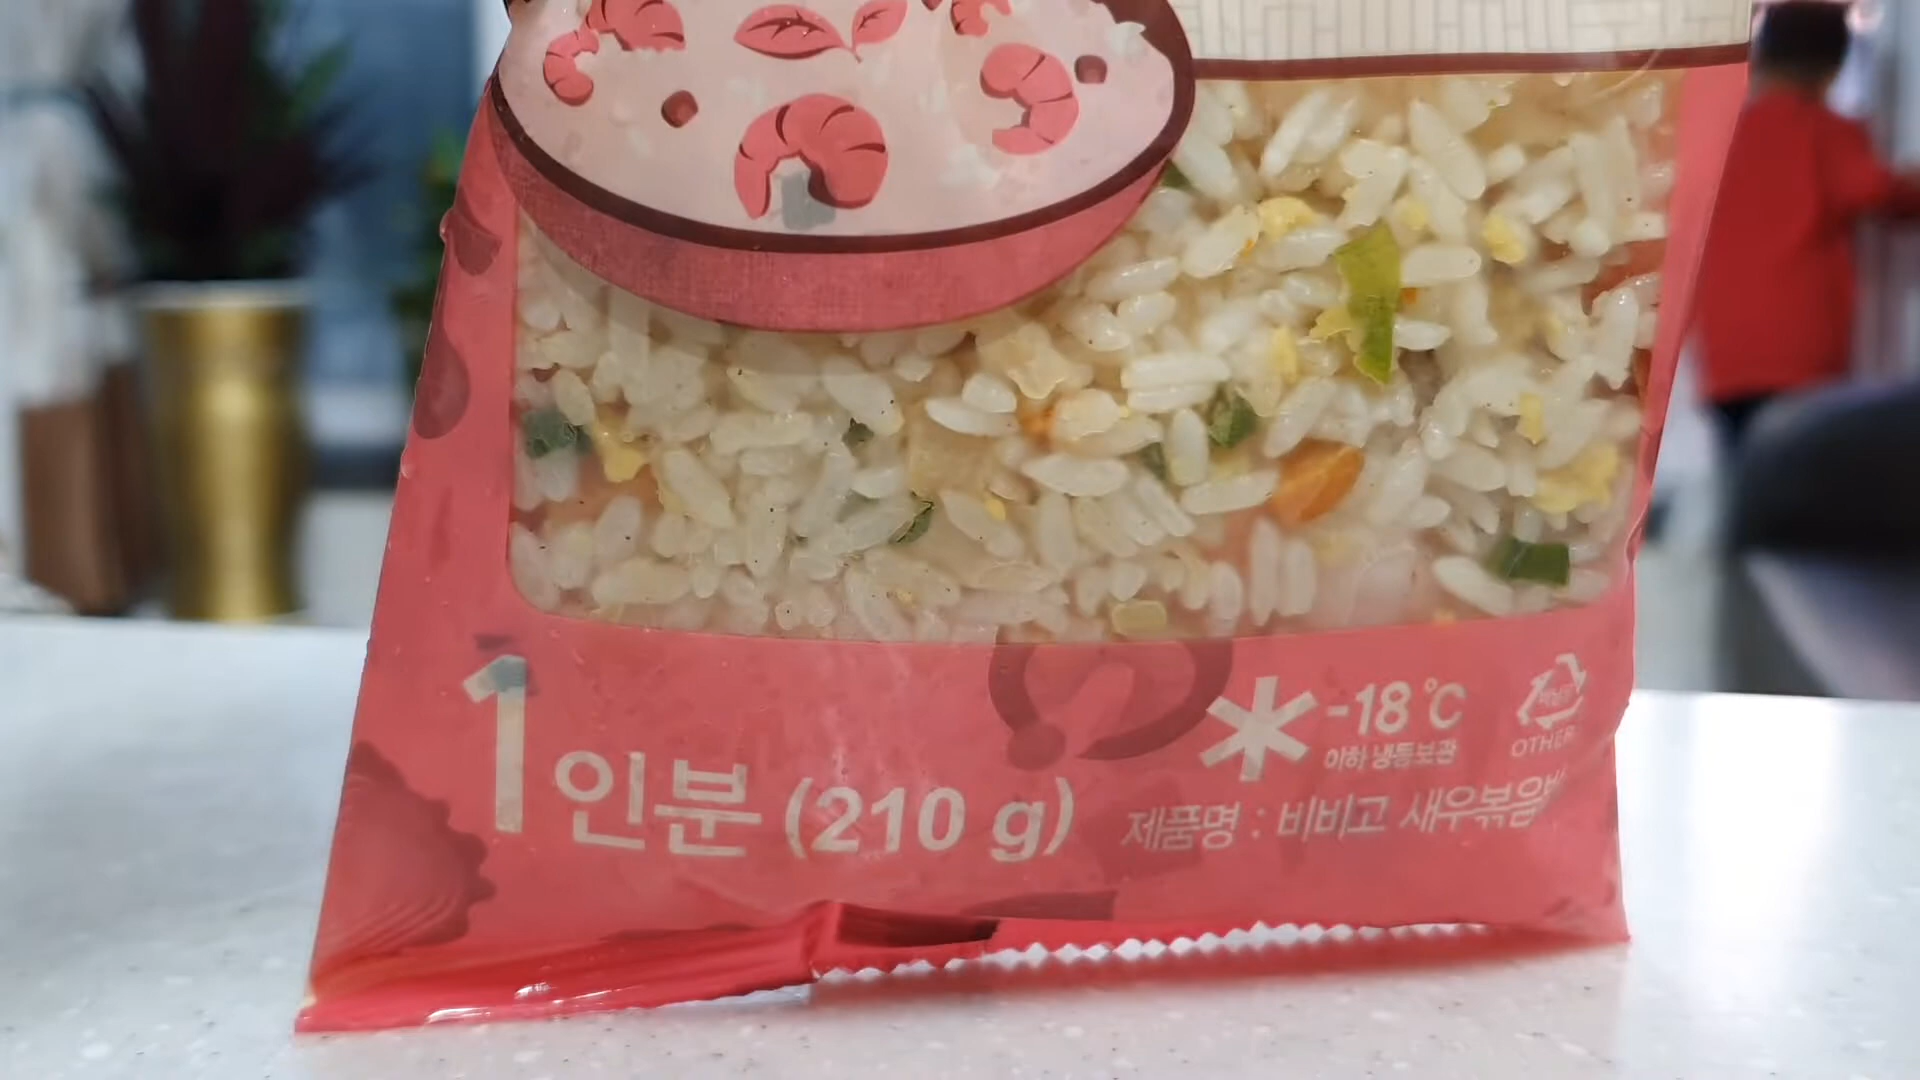 1인분 (210 g)
-18℃
이하 냉동보관
OTHER
제품명 : 비비고 새우볶음밥